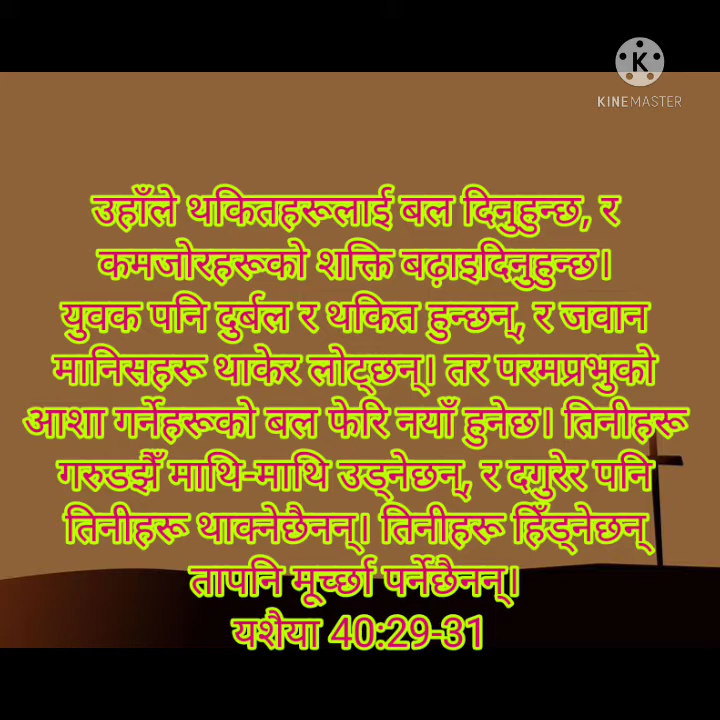 K
KINEMASTER
उहाँले थकितहरूलाई बल दिनुहुन्छ, र
कमजोरहरूको शक्ति बढ़ाइदिनुहुन्छ।
युवक पनि दुर्बल र थकित हुन्छन्, र जवान
मानिसहरू थाकेर लोट्छन्। तर परमप्रभुको
आशा गर्नेहरूको बल फेरि नयाँ हुनेछ। तिनीहरू
गरुडझैँ माथि-माथि उड्नेछन्, र दगुरेर पनि
तिनीहरू थाक्नेछैनन्। तिनीहरू हिँड्नेछन्
तापनि मूर्च्छा पर्नेछैनन्।
यशैया 40:29-31